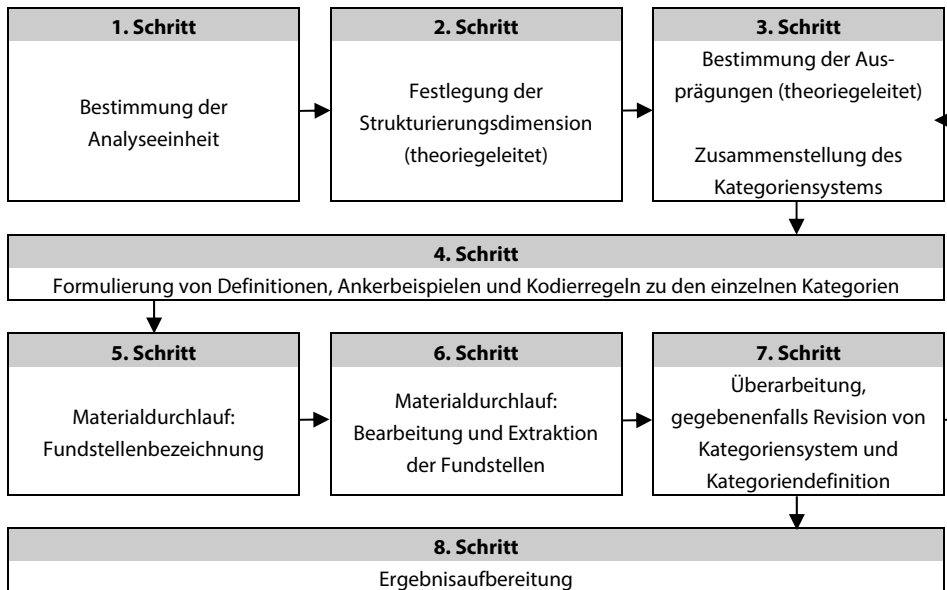 1. Schritt
Bestimmung der
Analyseeinheit
2. Schritt
Festlegung der
Strukturierungsdimension
(theoriegeleitet)
3. Schritt
Bestimmung der Aus-
prägungen (theoriegeleitet)
Zusammenstellung des
Kategoriensystems
4. Schritt
Formulierung von Definitionen, Ankerbeispielen und Kodierregeln zu den einzelnen Kategorien
5. Schritt
Materialdurchlauf:
Fundstellenbezeichnung
6. Schritt
Materialdurchlauf:
Bearbeitung und Extraktion
der Fundstellen
7. Schritt
Überarbeitung,
gegebenenfalls Revision von
Kategoriensystem und
Kategoriendefinition
8. Schritt
Ergebnisaufbereitung